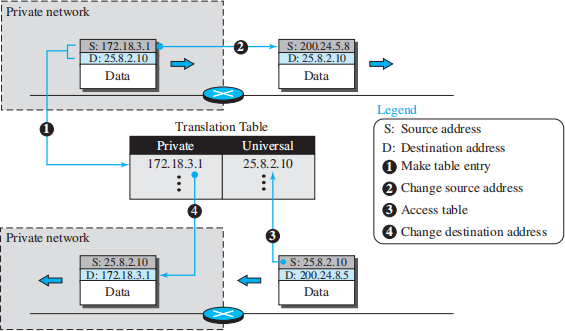 Private network
S: 172.18.3.1
D: 25.8.2.10
Data
2
S: 200.24.5.8
D: 25.8.2.10
Data
1
Translation Table
Private Universal
172.18.3.1 25.8.2.10
4
3
Legend
S: Source address
D: Destination address
1 Make table entry
2 Change source address
3 Access table
4 Change destination address
Private network
S: 25.8.2.10
D: 172.18.3.1
Data
S: 25.8.2.10
D: 200.24.8.5
Data